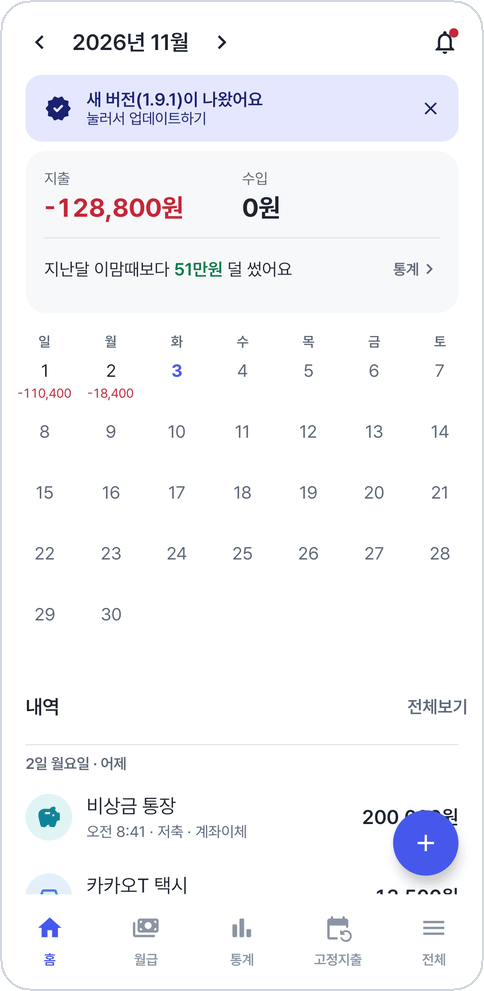 2026년 11월
새 버전(1.9.1)이 나왔어요
눌러서 업데이트하기
지출 수입
-128,800원 0원
지난달 이맘때보다 51만원 덜 썼어요 통계
일 월 화 수 목 금 토
1 2 3 4 5 6 7
-110,400 -18,400
8 9 10 11 12 13 14
15 16 17 18 19 20 21
22 23 24 25 26 27 28
29 30
내역 전체보기
2일 월요일 · 어제
비상금 통장
오전 8:41 · 저축 · 계좌이체
카카오T 택시
홈 월급 통계 고정지출 전체